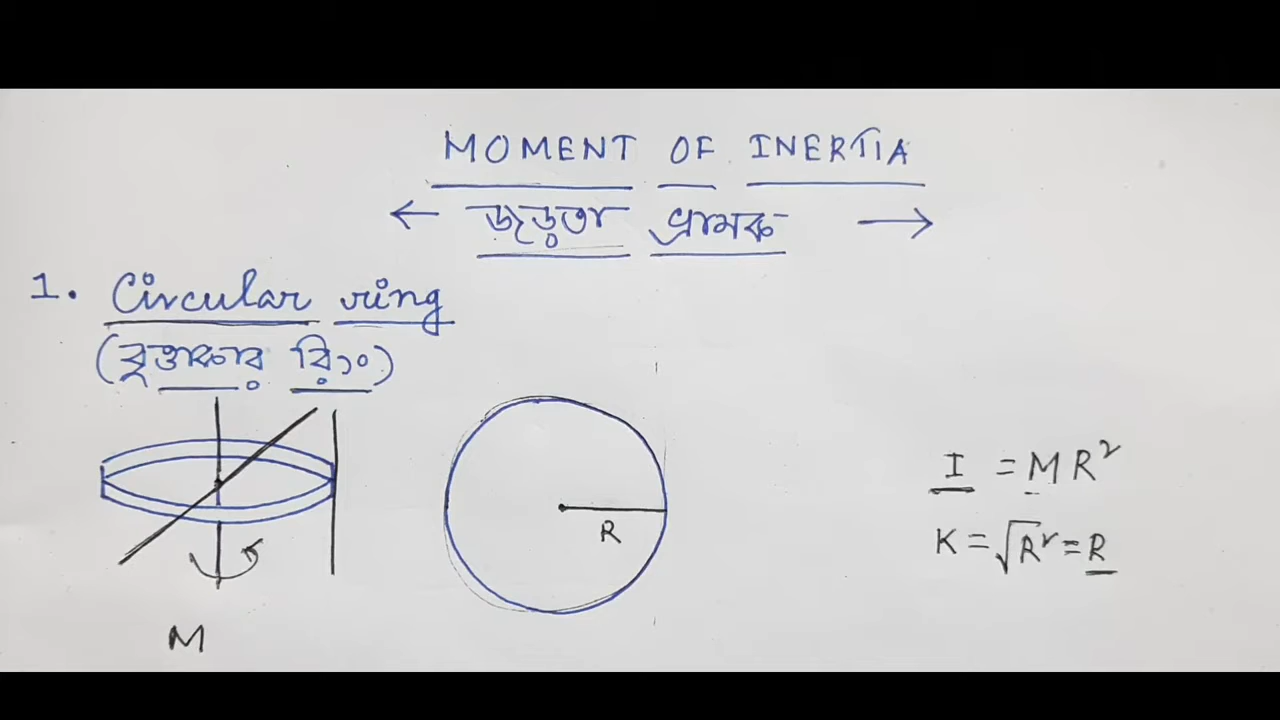 MOMENT OF INERTIA
← জড়তা ভ্রামক →
1. Circular ring
(বৃত্তাকার রিং)
R
I = MR²
K = √R² = R
M